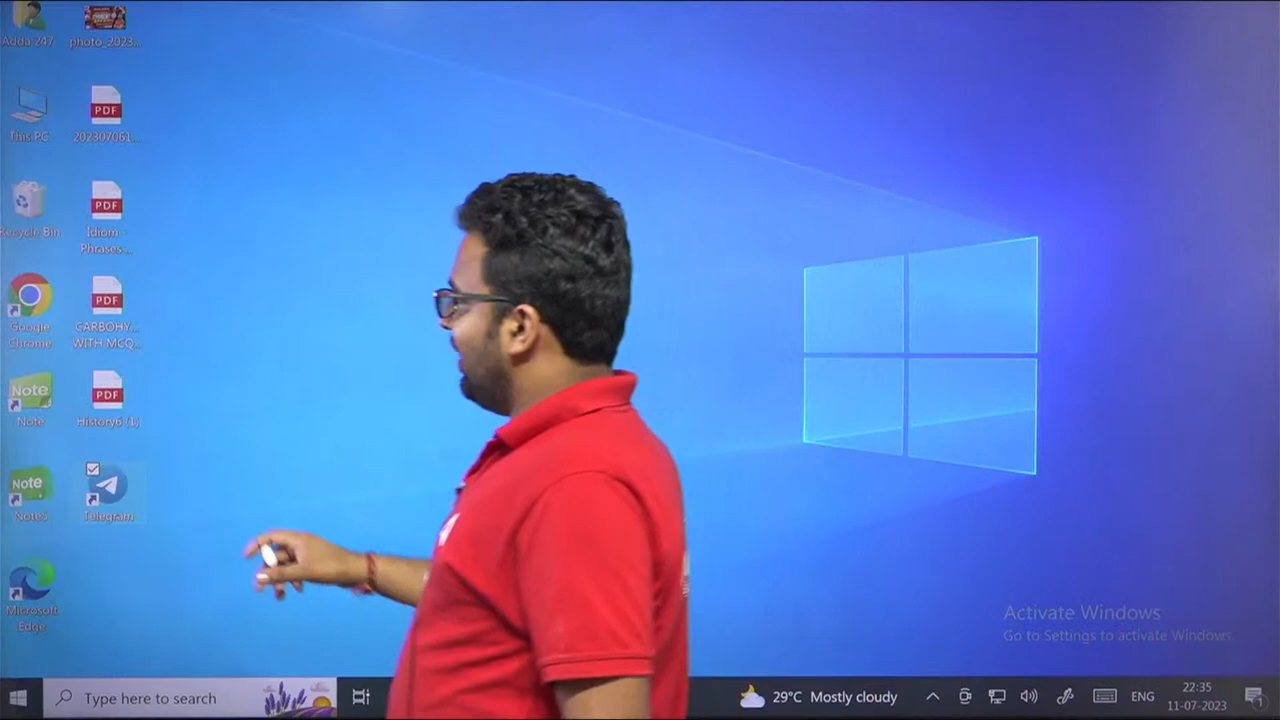 Adda 247
photo_2023...
This PC
PDF
202307061...
Recycle Bin
PDF
Idiom -
Phrases...
Google
Chrome
PDF
CARBOHY...
WITH MCQ...
Note
Note
PDF
History6 (1)
Note
Telegram
Microsoft
Edge
Activate Windows
Go to Settings to activate Windows.
Type here to search
29°C Mostly cloudy
ENG
22:35
11-07-2023